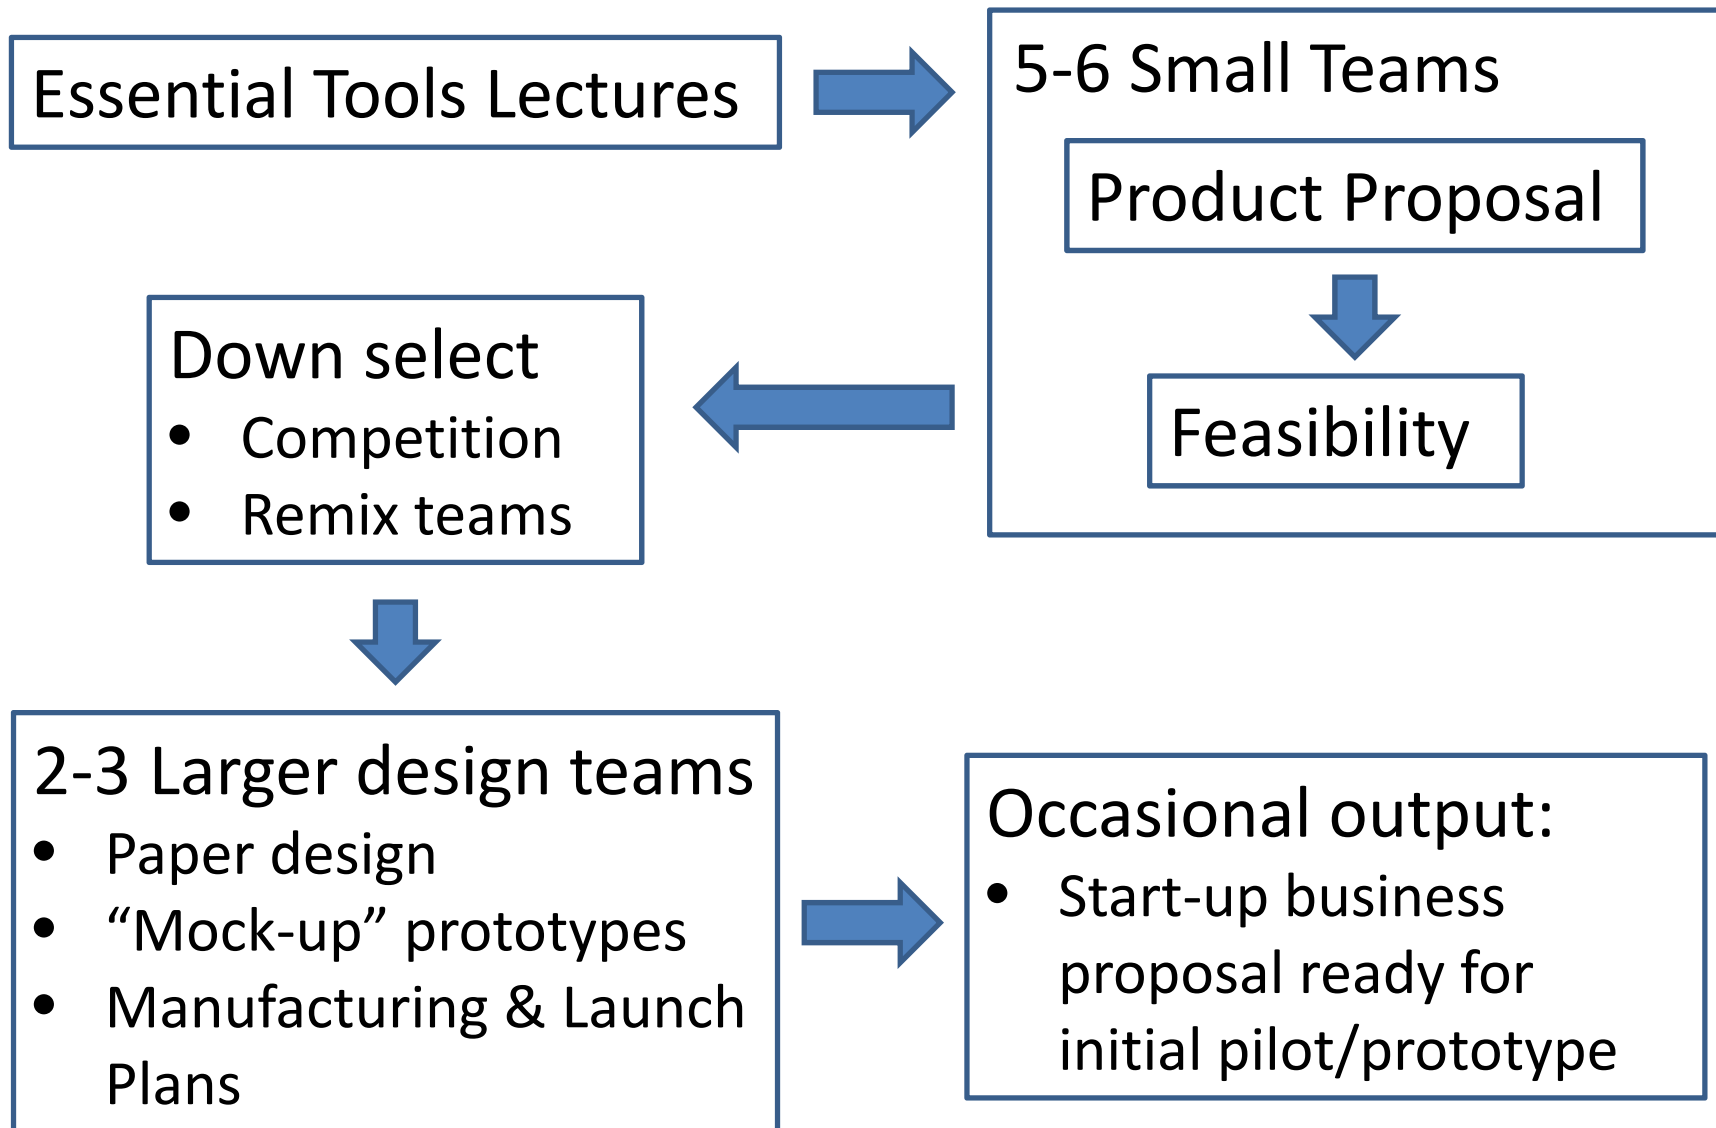 Essential Tools Lectures
5-6 Small Teams
Product Proposal
Feasibility
Down select
• Competition
• Remix teams
2-3 Larger design teams
• Paper design
• “Mock-up” prototypes
• Manufacturing & Launch
Plans
Occasional output:
• Start-up business
proposal ready for
initial pilot/prototype